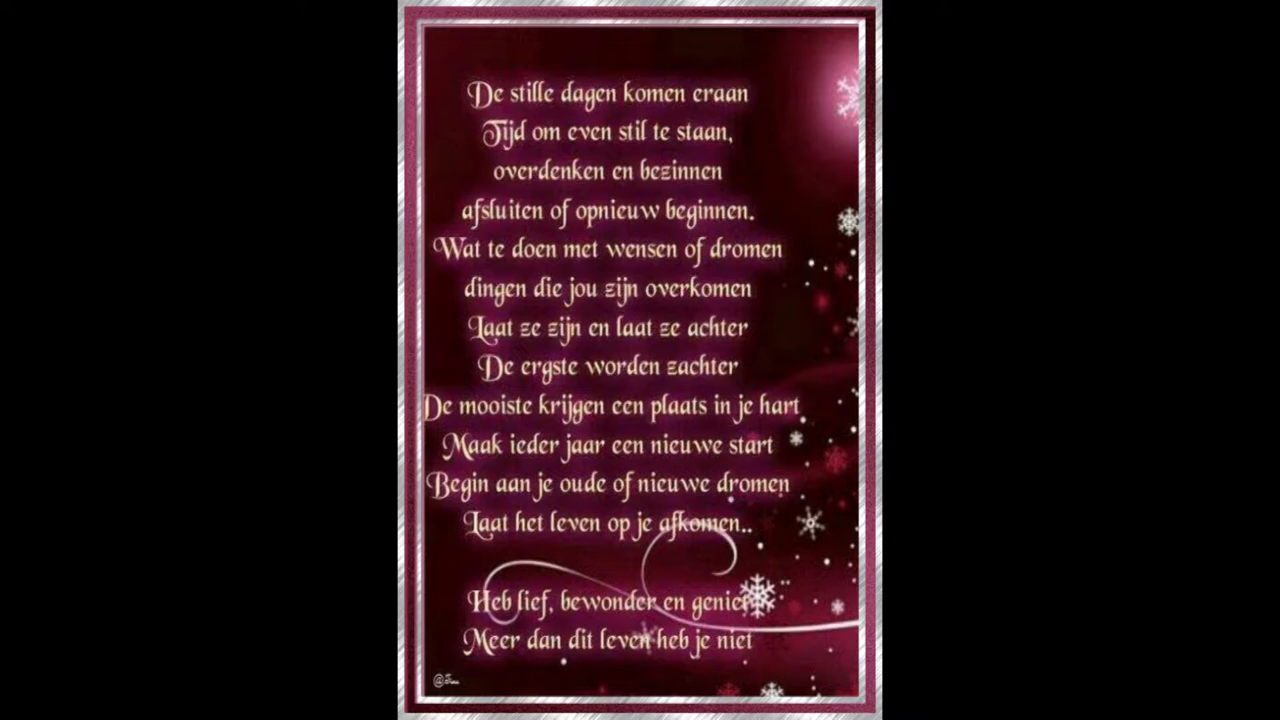 De stille dagen komen eraan
Tijd om even stil te staan,
overdenken en bezinnen
afsluiten of opnieuw beginnen.
Wat te doen met wensen of dromen
dingen die jou zijn overkomen
Laat ze zijn en laat ze achter
De ergste worden zachter
De mooiste krijgen een plaats in je hart
Maak ieder jaar een nieuwe start
Begin aan je oude of nieuwe dromen
Laat het leven op je afkomen..
Heb lief, bewonder en geniet
Meer dan dit leven heb je niet